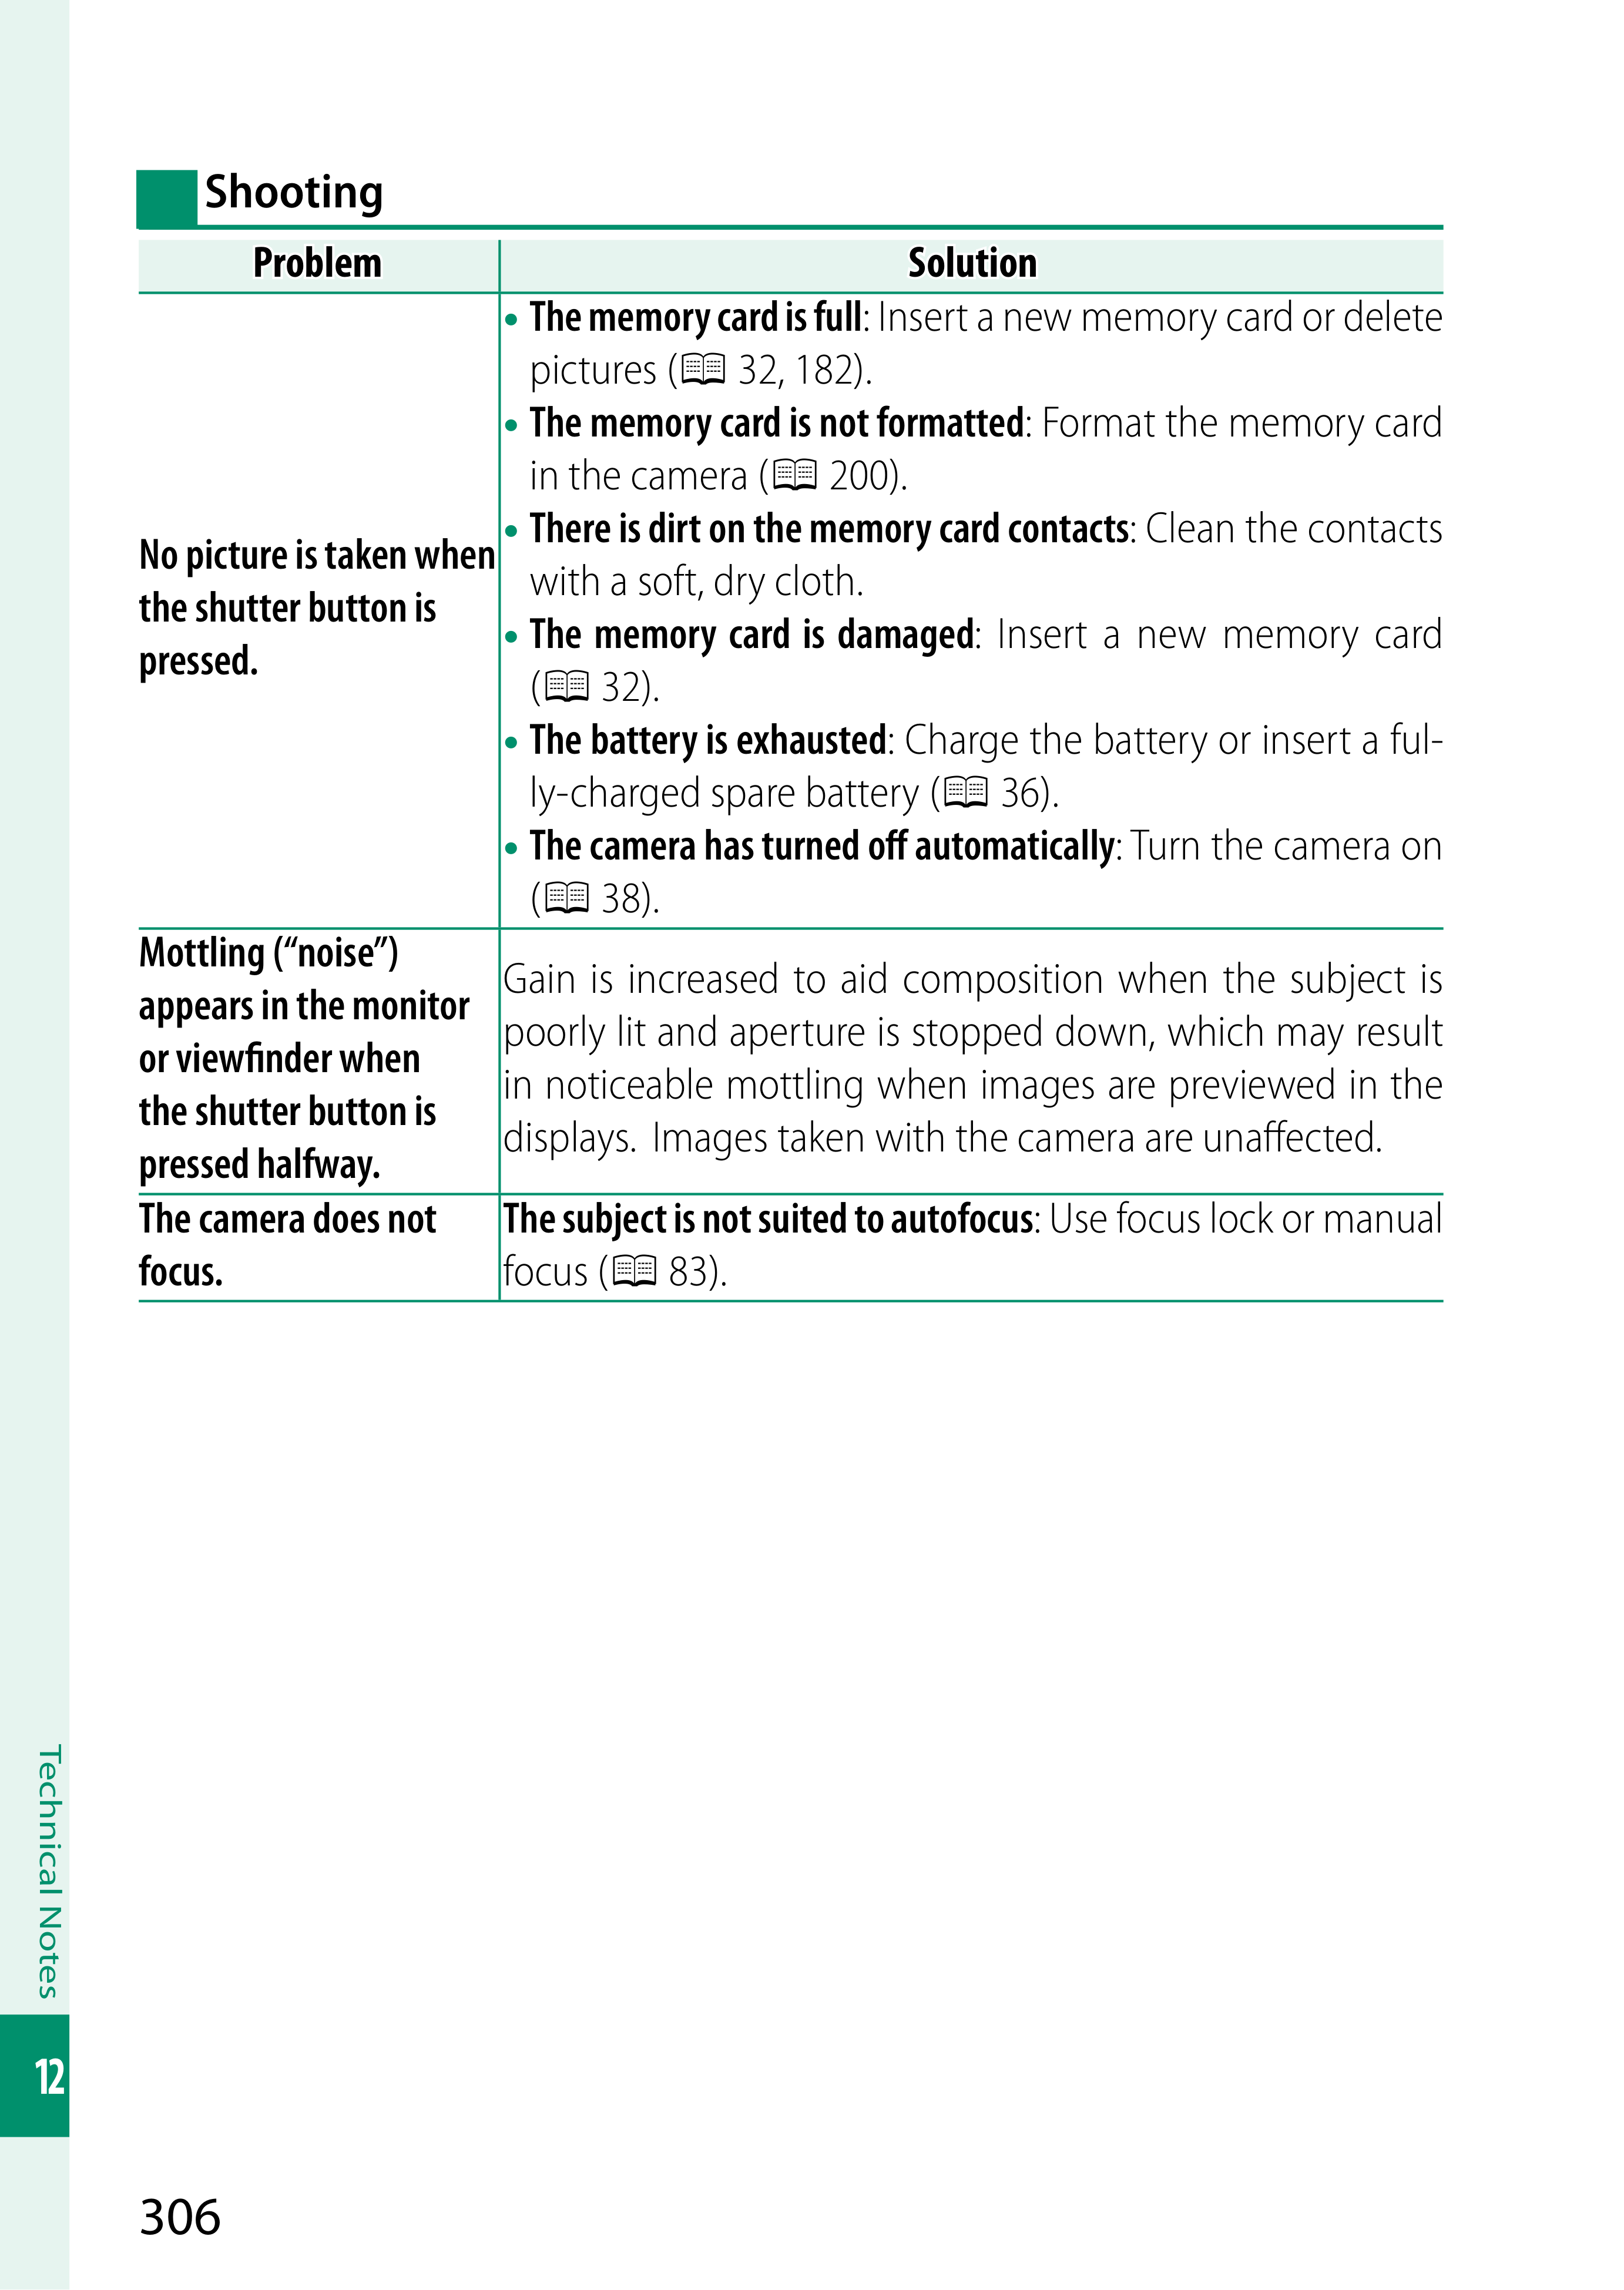 Shooting
Problem
Solution
No picture is taken when
the shutter button is
pressed.
• The memory card is full: Insert a new memory card or delete
pictures (32, 182).
• The memory card is not formatted: Format the memory card
in the camera (200).
• There is dirt on the memory card contacts: Clean the contacts
with a soft, dry cloth.
• The memory card is damaged: Insert a new memory card
(32).
• The battery is exhausted: Charge the battery or insert a ful-
ly-charged spare battery (36).
• The camera has turned off automatically: Turn the camera on
(38).
Mottling (“noise”)
appears in the monitor
or viewfinder when
the shutter button is
pressed halfway.
Gain is increased to aid composition when the subject is
poorly lit and aperture is stopped down, which may result
in noticeable mottling when images are previewed in the
displays. Images taken with the camera are unaffected.
The camera does not
focus.
The subject is not suited to autofocus: Use focus lock or manual
focus (83).
Technical Notes
12
306